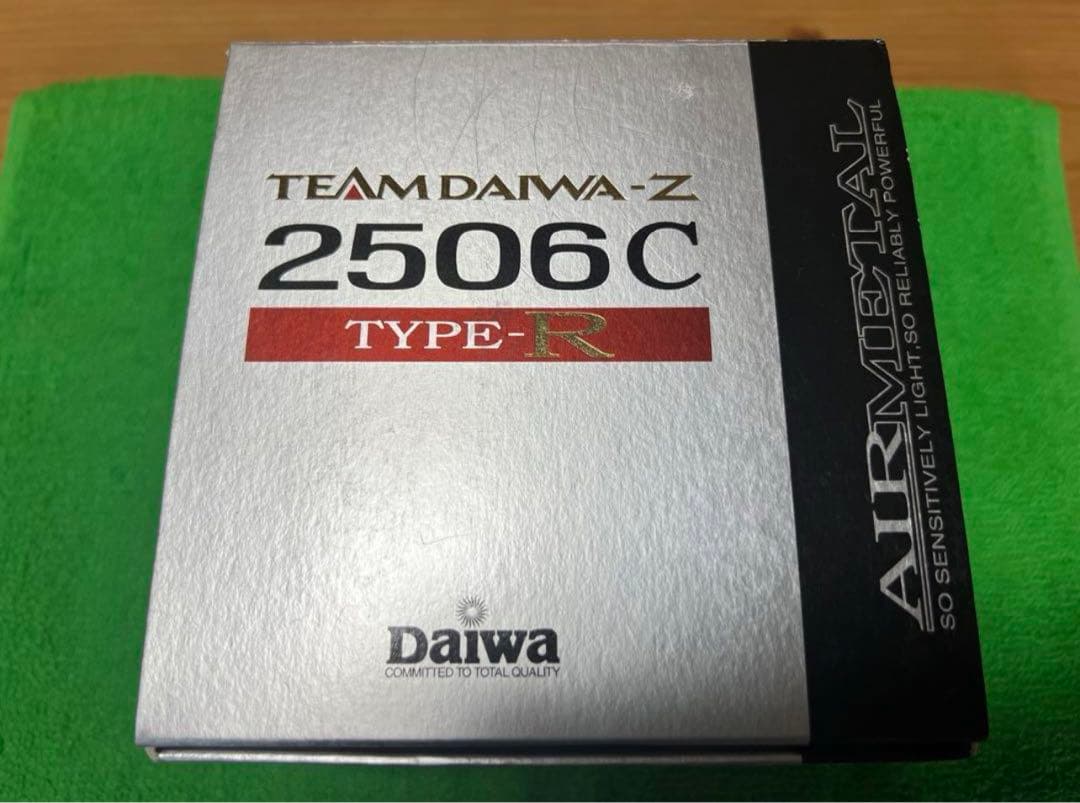 TEAM DAIWA-Z
2506C
TYPE-R
Daiwa
COMMITTED TO TOTAL QUALITY
AIRMETAL
SO SENSITIVELY LIGHT, SO RELIABLY POWERFUL